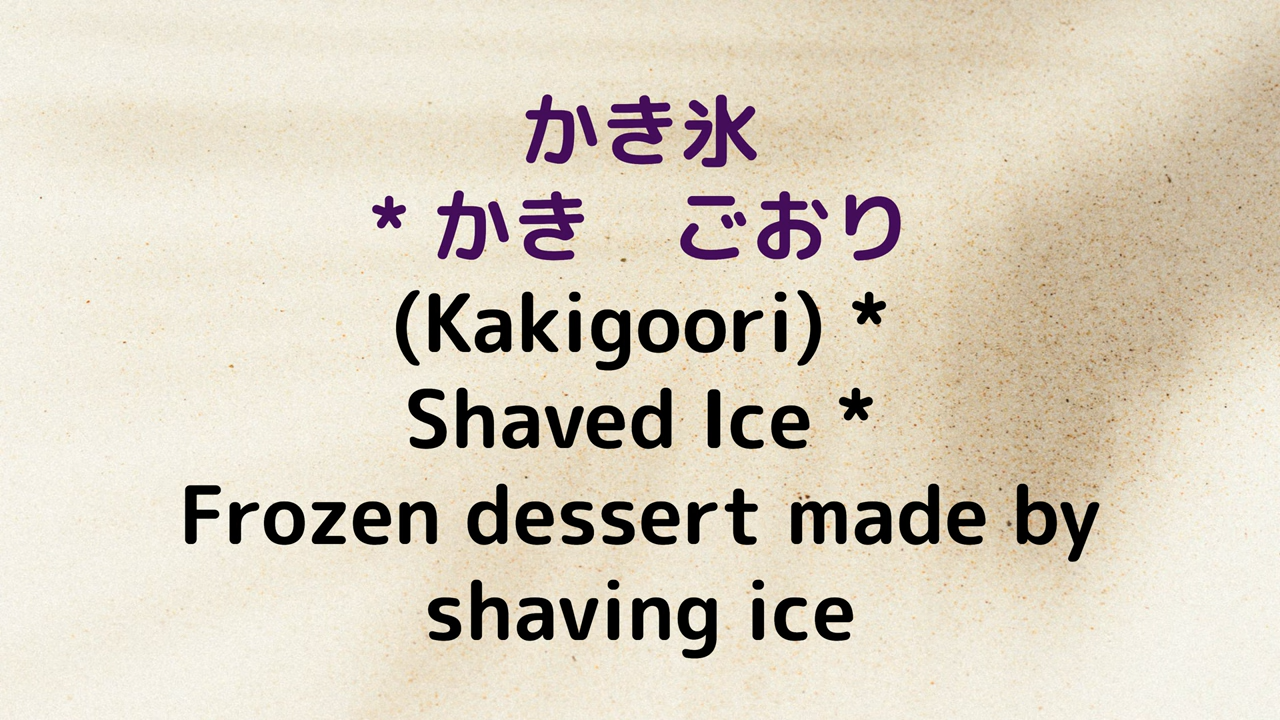 かき氷
* かき　ごおり
(Kakigoori) *
Shaved Ice *
Frozen dessert made by
shaving ice